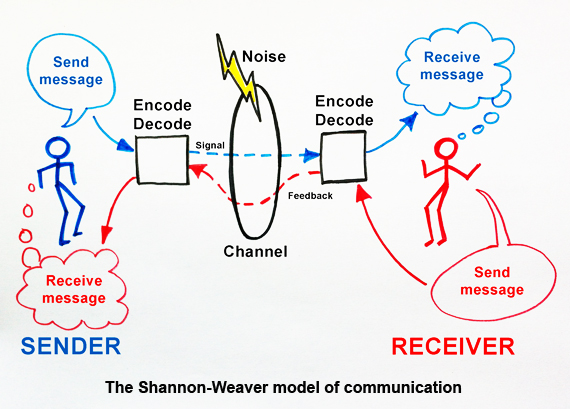 Send
message
Noise
Receive
message
Encode
Decode
Encode
Decode
Signal
Feedback
Channel
Receive
message
Send
message
SENDER
RECEIVER
The Shannon-Weaver model of communication